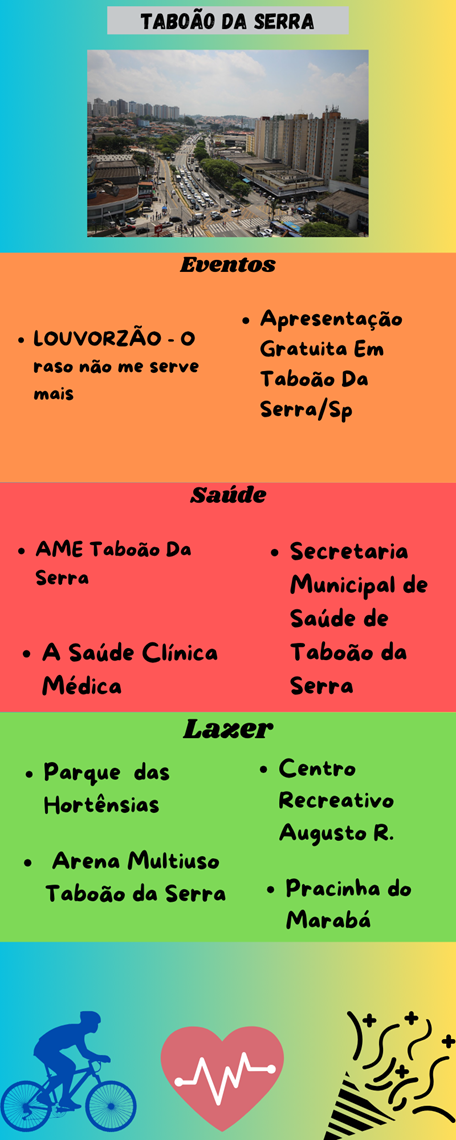 TABOÃO DA SERRA
Eventos
• LOUVORZÃO - O
raso não me serve
mais
• Apresentação
Gratuita Em
Taboão Da
Serra/Sp
Saúde
• AME Taboão Da
Serra
• A Saúde Clínica
Médica
• Secretaria
Municipal de
Saúde de
Taboão da
Serra
Lazer
• Parque das
Hortênsias
• Arena Multiuso
Taboão da Serra
• Centro
Recreativo
Augusto R.
• Pracinha do
Marabá